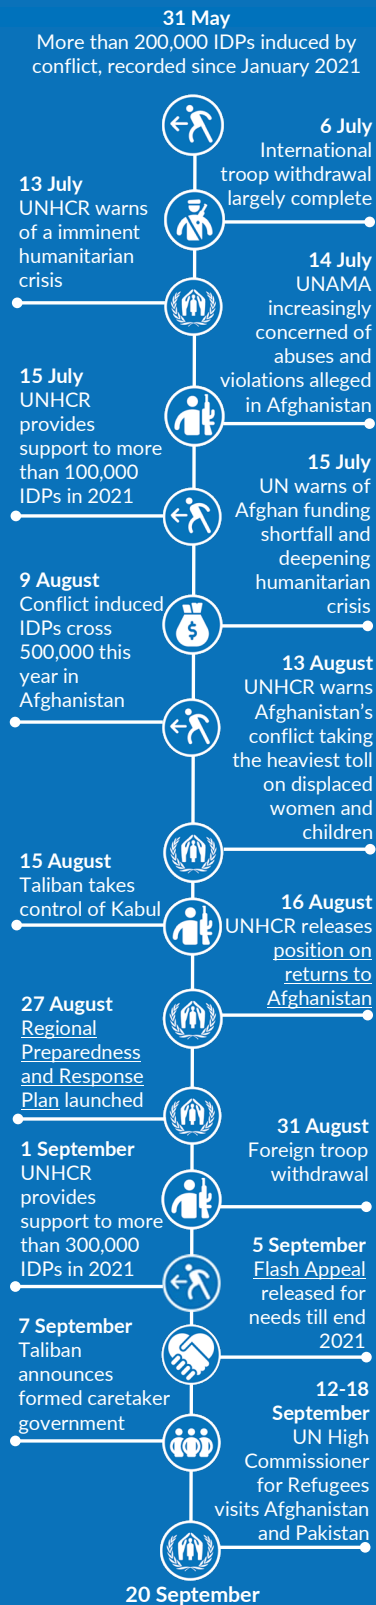 31 May
More than 200,000 IDPs induced by
conflict, recorded since January 2021
6 July
International
troop withdrawal
largely complete
13 July
UNHCR warns
of a imminent
humanitarian
crisis
14 July
UNAMA
increasingly
concerned of
abuses and
violations alleged
in Afghanistan
15 July
UNHCR
provides
support to more
than 100,000
IDPs in 2021
15 July
UN warns of
Afghan funding
shortfall and
deepening
humanitarian
crisis
9 August
Conflict induced
IDPs cross
500,000 this
year in
Afghanistan
13 August
UNHCR warns
Afghanistan's
conflict taking
the heaviest toll
on displaced
women and
children
15 August
Taliban takes
control of Kabul
16 August
UNHCR releases
position on
returns to
Afghanistan
27 August
Regional
Preparedness
and Response
Plan launched
31 August
Foreign troop
withdrawal
1 September
UNHCR
provides
support to more
than 300,000
IDPs in 2021
5 September
Flash Appeal
released for
needs till end
2021
7 September
Taliban
announces
formed caretaker
government
12-18
September
UN High
Commissioner
for Refugees
visits Afghanistan
and Pakistan
20 September